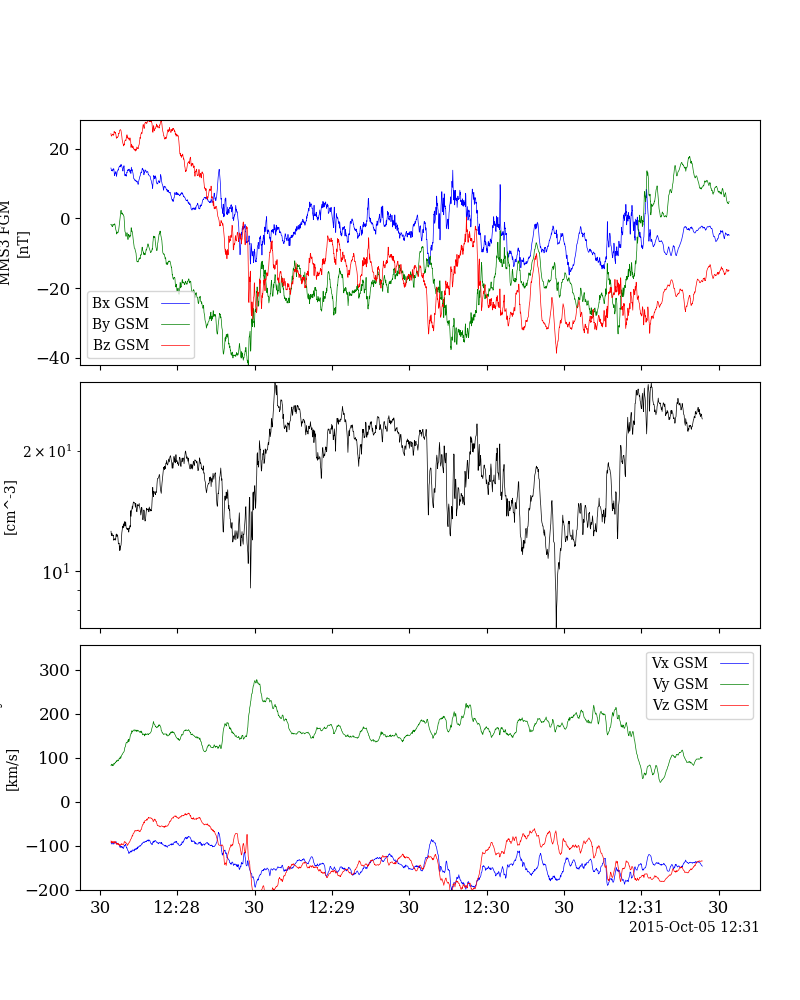 20
0
−20
−40
MMS3 FGM
[nT]
Bx GSM
By GSM
Bz GSM
2 × 10¹
10¹
[cm^-3]
300
200
100
0
−100
−200
[km/s]
Vx GSM
Vy GSM
Vz GSM
30 12:28 30 12:29 30 12:30 30 12:31 30
2015-Oct-05 12:31